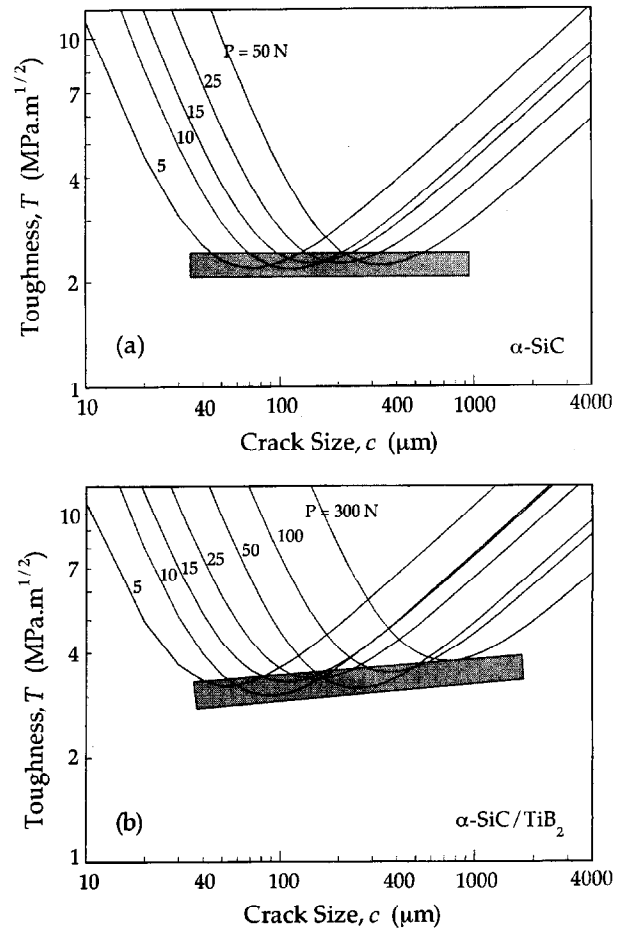 10
7
4
2
1
Toughness, T (MPa.m^1/2)
P = 50 N
25
15
10
5
(a)
α-SiC
10 40 100 400 1000 4000
Crack Size, c (μm)
10
7
4
2
1
Toughness, T (MPa.m^1/2)
P = 300 N
100
50
25
15
10
5
(b)
α-SiC/TiB₂
10 40 100 400 1000 4000
Crack Size, c (μm)